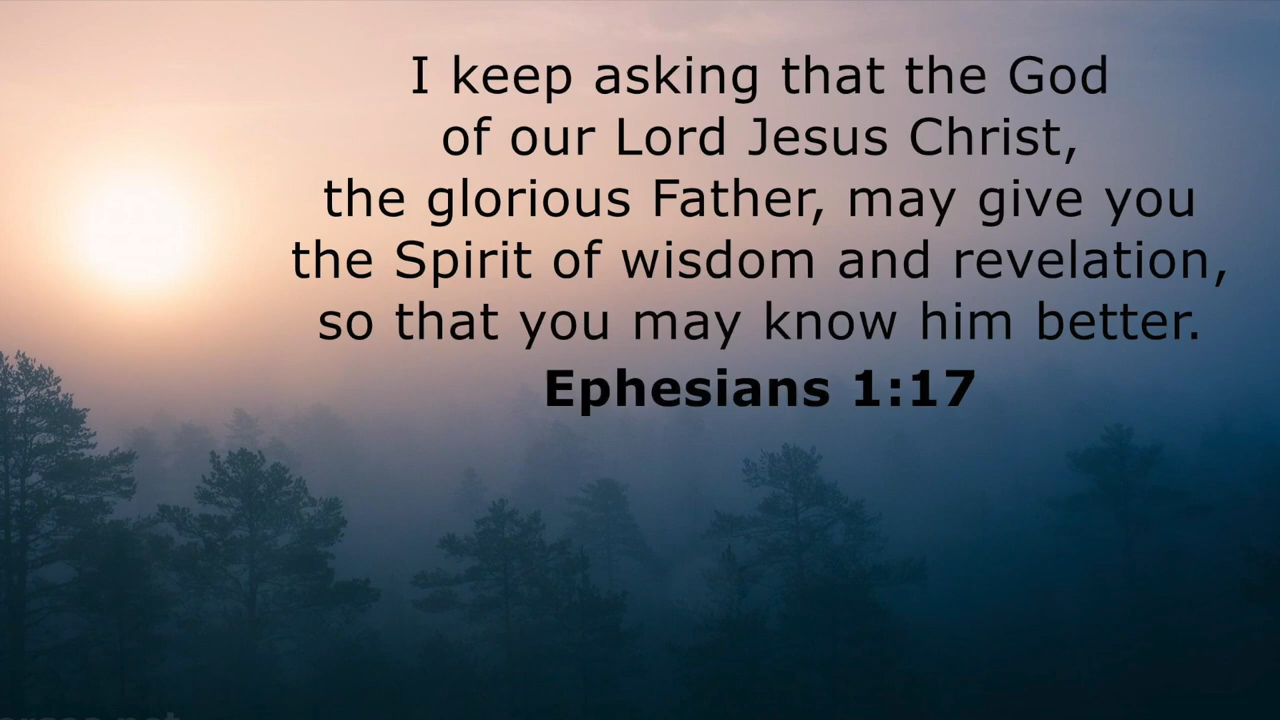 I keep asking that the God
of our Lord Jesus Christ,
the glorious Father, may give you
the Spirit of wisdom and revelation,
so that you may know him better.
Ephesians 1:17